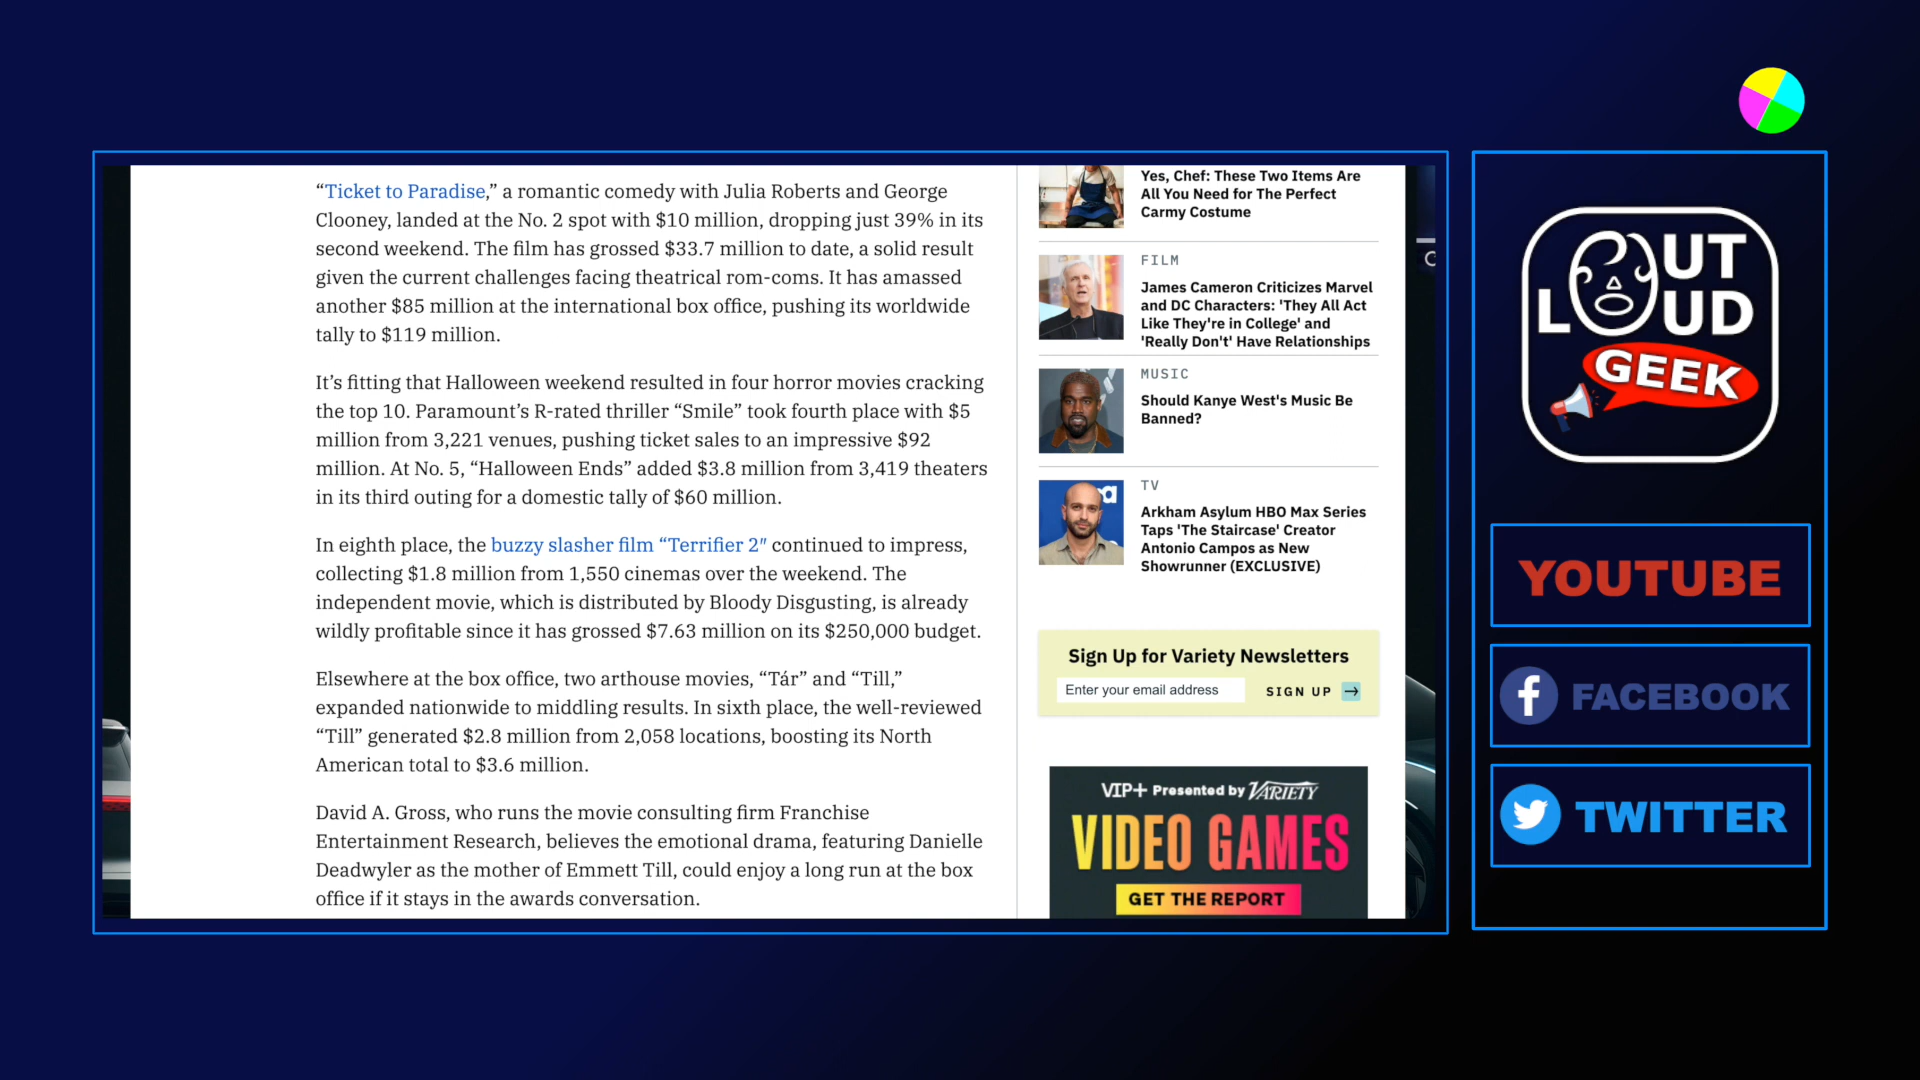 “Ticket to Paradise,” a romantic comedy with Julia Roberts and George
Clooney, landed at the No. 2 spot with $10 million, dropping just 39% in its
second weekend. The film has grossed $33.7 million to date, a solid result
given the current challenges facing theatrical rom-coms. It has amassed
another $85 million at the international box office, pushing its worldwide
tally to $119 million.
It’s fitting that Halloween weekend resulted in four horror movies cracking
the top 10. Paramount’s R-rated thriller “Smile” took fourth place with $5
million from 3,221 venues, pushing ticket sales to an impressive $92
million. At No. 5, “Halloween Ends” added $3.8 million from 3,419 theaters
in its third outing for a domestic tally of $60 million.
In eighth place, the buzzy slasher film “Terrifier 2″ continued to impress,
collecting $1.8 million from 1,550 cinemas over the weekend. The
independent movie, which is distributed by Bloody Disgusting, is already
wildly profitable since it has grossed $7.63 million on its $250,000 budget.
Elsewhere at the box office, two arthouse movies, “Tár” and “Till,”
expanded nationwide to middling results. In sixth place, the well-reviewed
“Till” generated $2.8 million from 2,058 locations, boosting its North
American total to $3.6 million.
David A. Gross, who runs the movie consulting firm Franchise
Entertainment Research, believes the emotional drama, featuring Danielle
Deadwyler as the mother of Emmett Till, could enjoy a long run at the box
office if it stays in the awards conversation.
Yes, Chef: These Two Items Are
All You Need for The Perfect
Carmy Costume
FILM
James Cameron Criticizes Marvel
and DC Characters: 'They All Act
Like They're in College' and
'Really Don't' Have Relationships
MUSIC
Should Kanye West's Music Be
Banned?
TV
Arkham Asylum HBO Max Series
Taps 'The Staircase' Creator
Antonio Campos as New
Showrunner (EXCLUSIVE)
Sign Up for Variety Newsletters
Enter your email address SIGN UP →
VIP+ Presented by VARIETY
VIDEO GAMES
GET THE REPORT
OUT
LOUD
GEEK
YOUTUBE
FACEBOOK
TWITTER